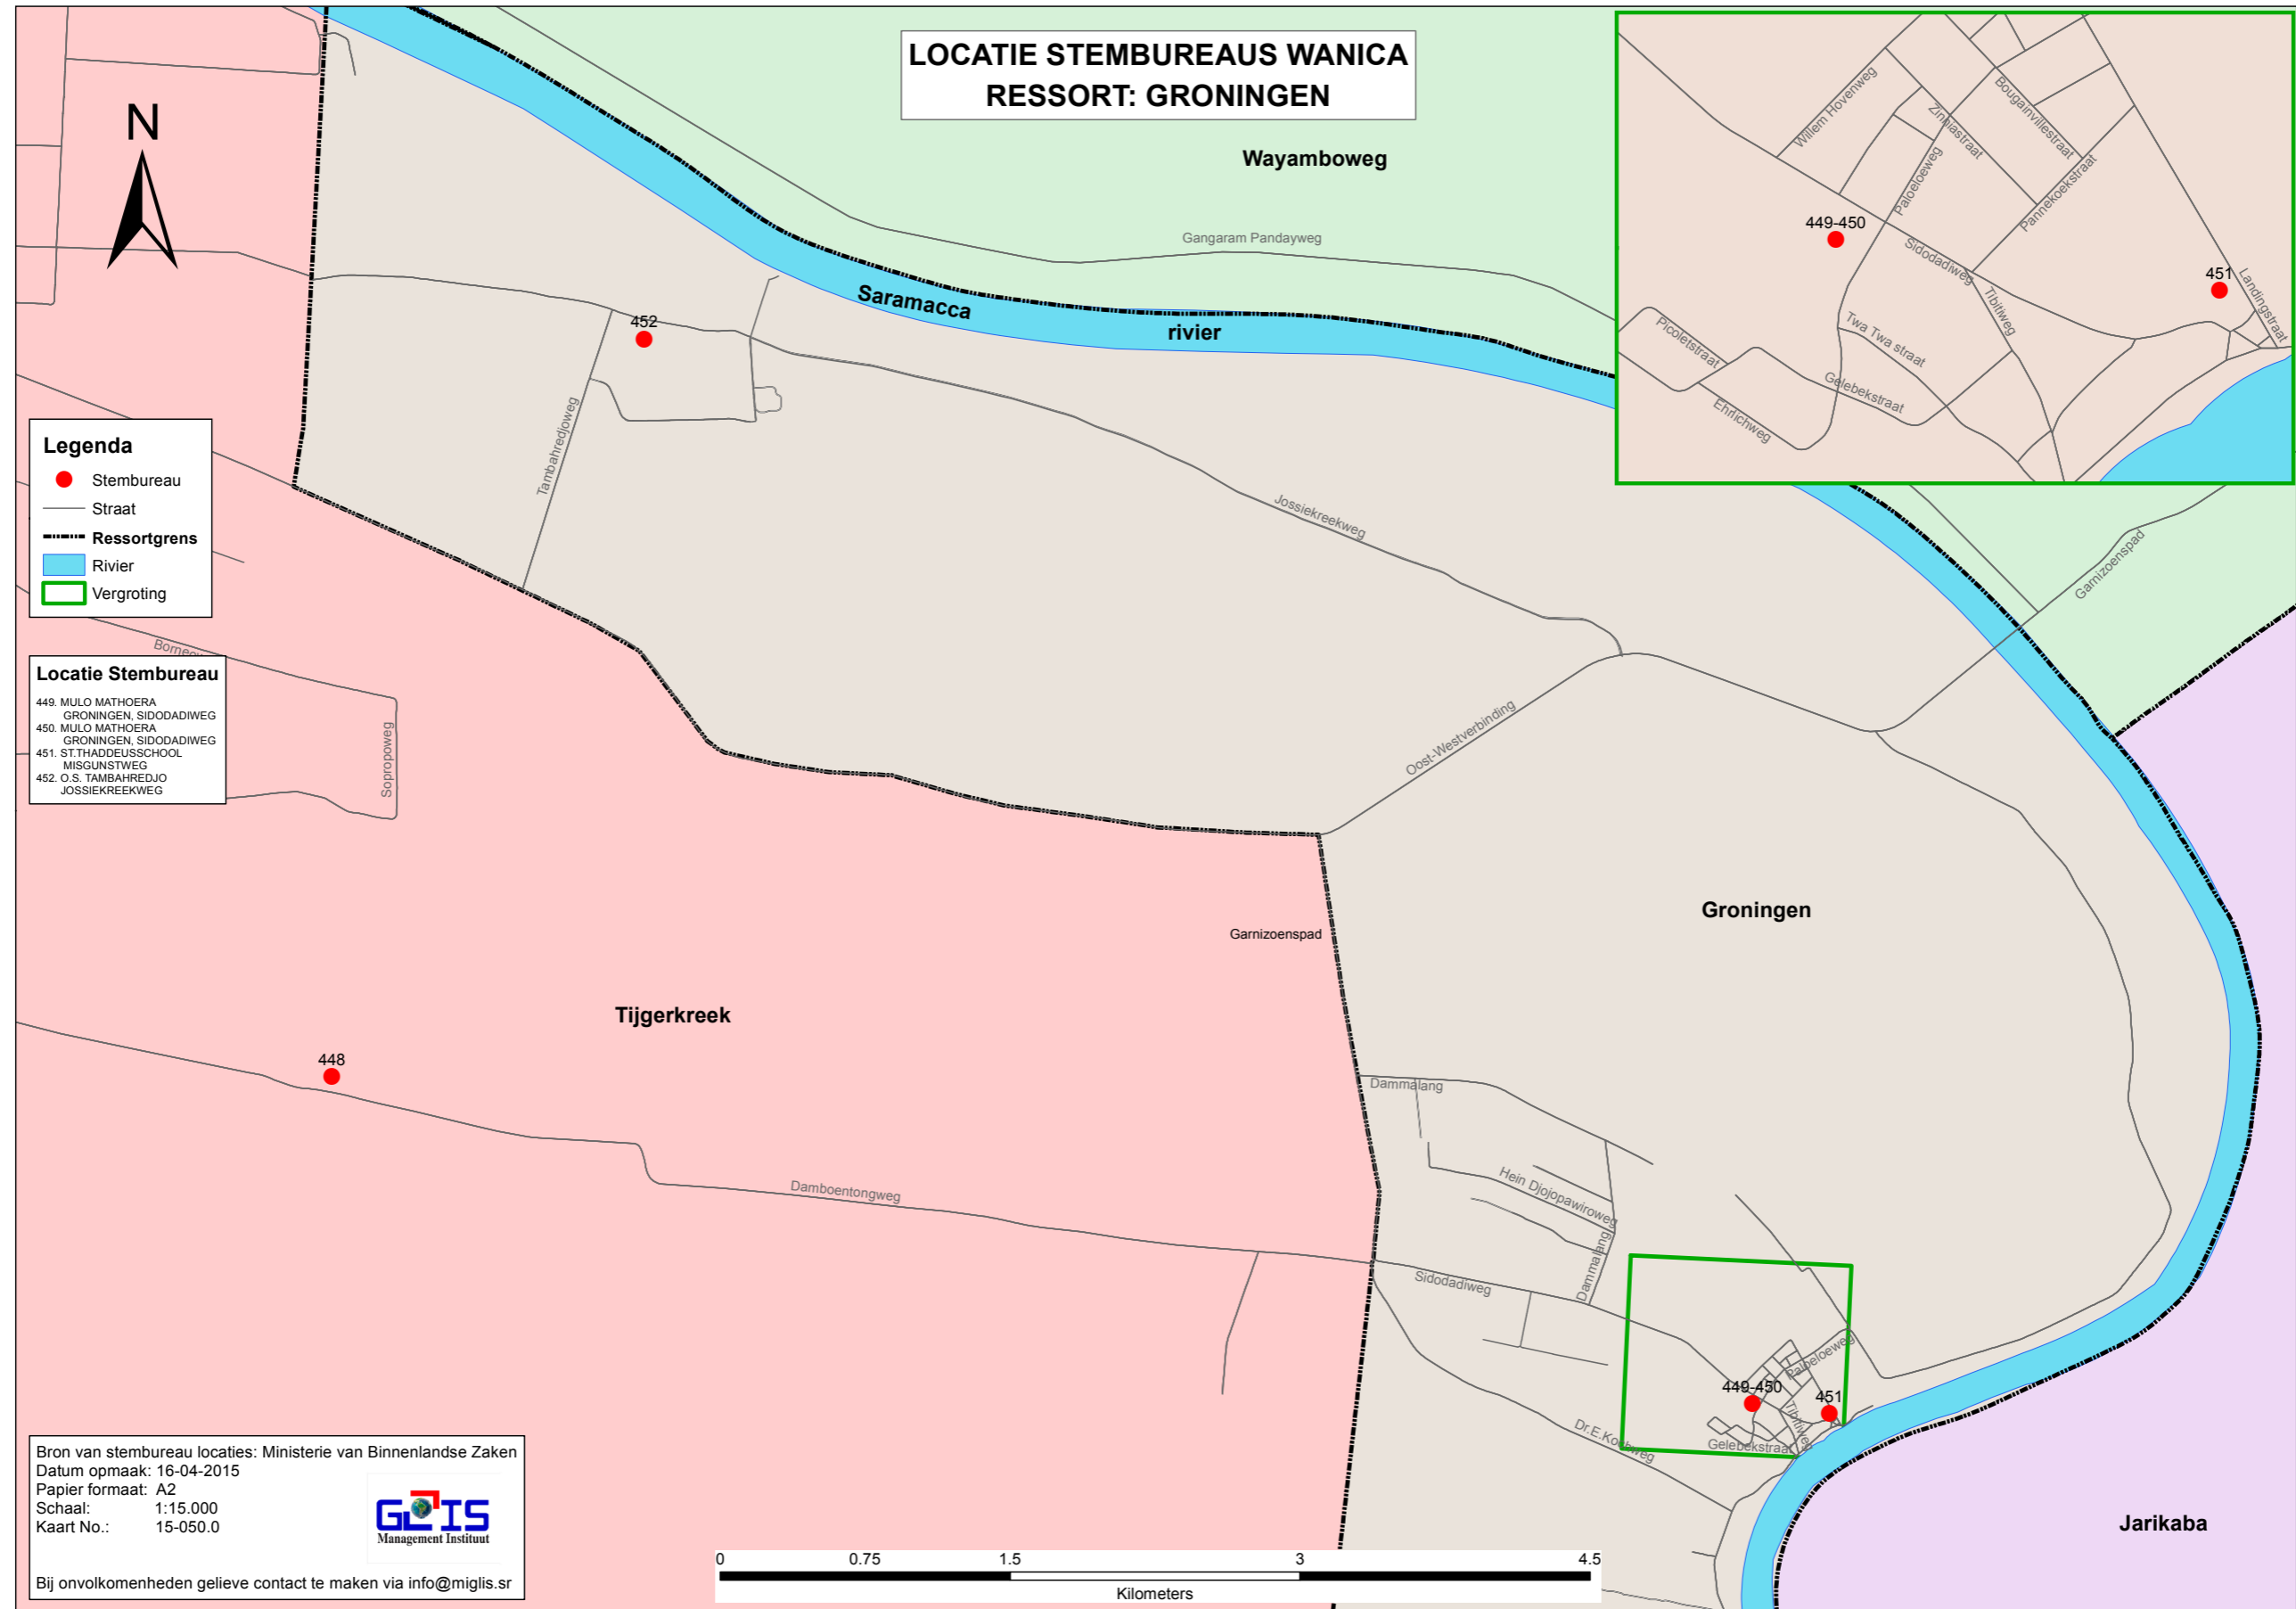 LOCATIE STEMBUREAUS WANICA
RESSORT: GRONINGEN
N
Wayamboweg
Gangaram Pandayweg
Saramacca
rivier
452
Tambahredjoweg
Jossiekreekweg
Willem Hovenweg
Zinniastraat
Bougainvillestraat
Paloeloeweg
Pannekoekstraat
449-450
Sidodadiweg
451
Landingstraat
Tibitiweg
Twa Twa straat
Picoletstraat
Gelebekstraat
Ehrlichweg
Garnizoenspad
Legenda
Stembureau
Straat
Ressortgrens
Rivier
Vergroting
Locatie Stembureau
449. MULO MATHOERA
GRONINGEN, SIDODADIWEG
450. MULO MATHOERA
GRONINGEN, SIDODADIWEG
451. ST.THADDEUSSCHOOL
MISGUNSTWEG
452. O.S. TAMBAHREDJO
JOSSIEKREEKWEG
Sopropoweg
Oost-Westverbinding
Groningen
Garnizoenspad
Tijgerkreek
448
Damboentongweg
Dammalang
Hein Djojopawiroweg
Dammalang
Sidodadiweg
Paloeloeweg
449-450
451
Tibitiweg
Gelebekstraat
Dr.E.Kochweg
Jarikaba
Bron van stembureau locaties: Ministerie van Binnenlandse Zaken
Datum opmaak: 16-04-2015
Papier formaat: A2
Schaal: 1:15.000
Kaart No.: 15-050.0
GLIS
Management Instituut
Bij onvolkomenheden gelieve contact te maken via info@miglis.sr
0 0.75 1.5 3 4.5
Kilometers